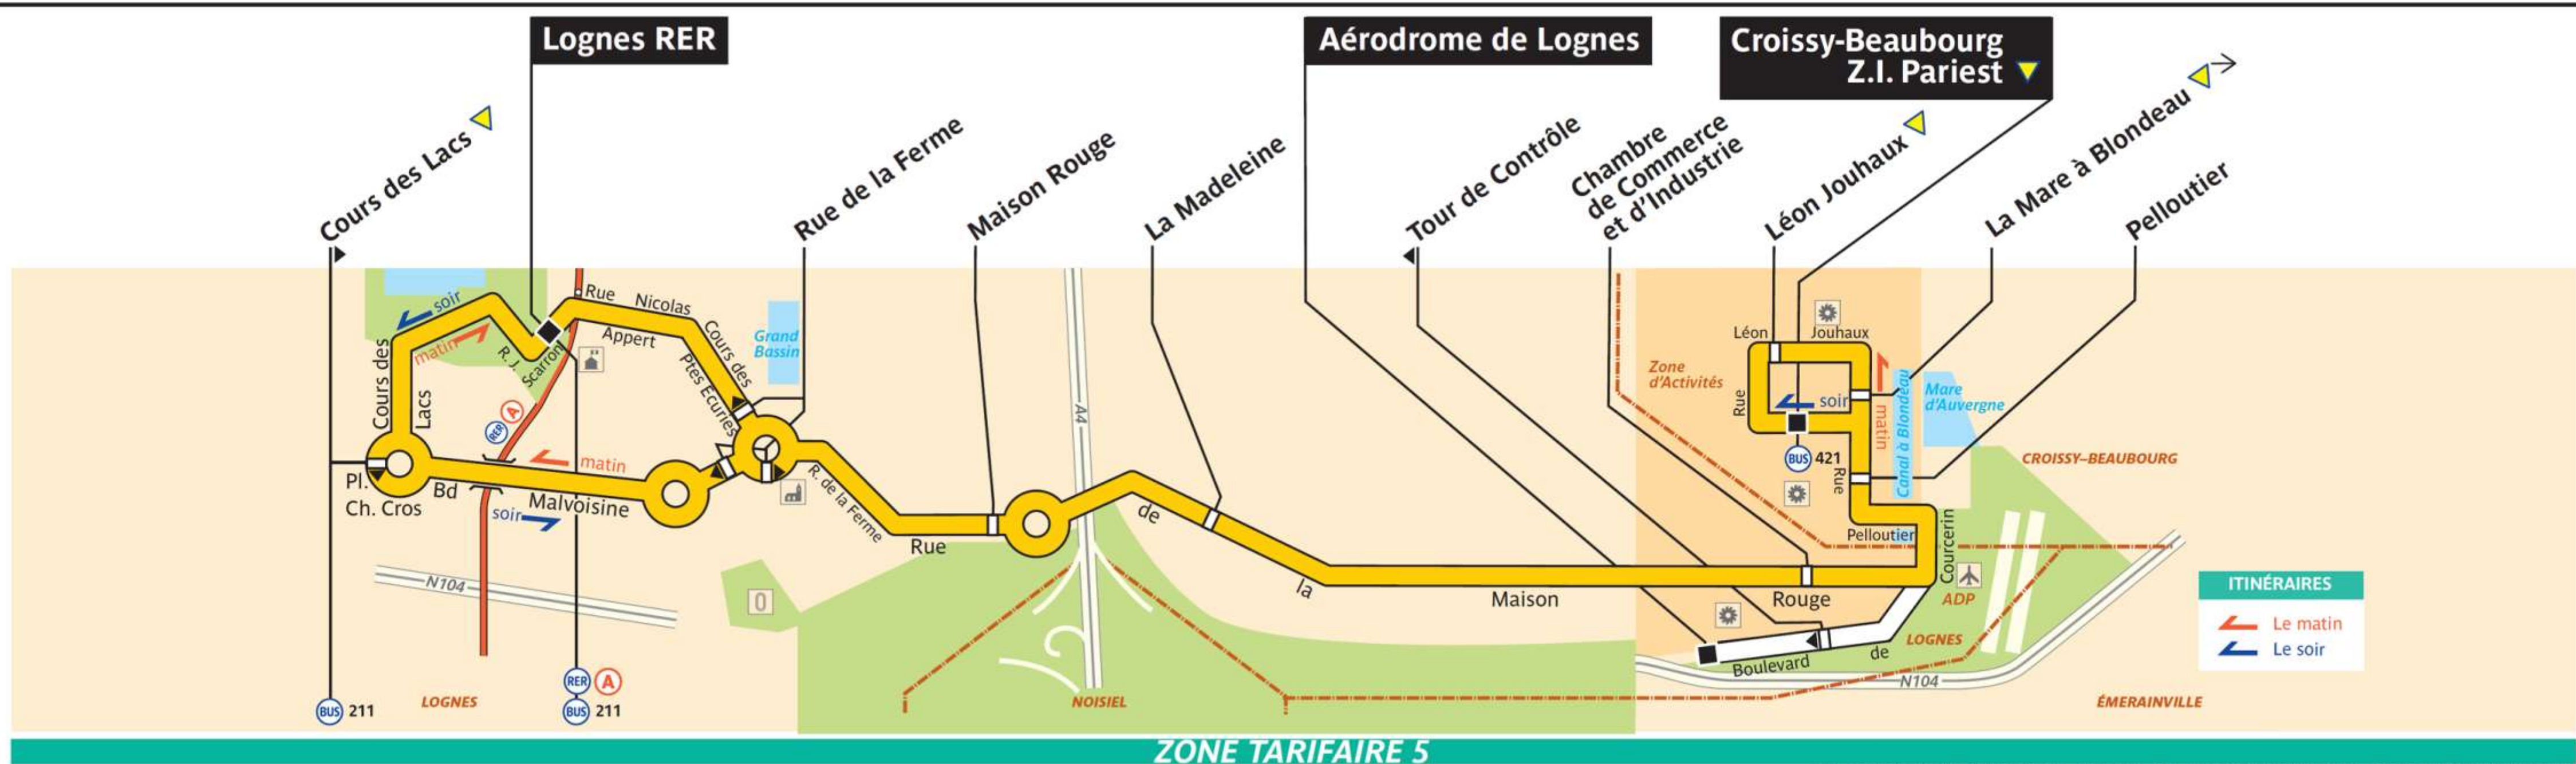 Lognes RER
Aérodrome de Lognes
Croissy-Beaubourg
Z.I. Pariest
Cours des Lacs
Rue de la Ferme
Maison Rouge
La Madeleine
Tour de Contrôle
Chambre
de Commerce
et d'Industrie
Léon Jouhaux
La Mare à Blondeau
Pelloutier
soir
matin
Cours des
Lacs
R. J.
Scarron
Rue Nicolas
Appert
Cours des
Ptes Ecuries
Grand
Bassin
RER A
matin
soir
Pl.
Ch. Cros
Bd
Malvoisine
N104
R. de la Ferme
Rue
A4
de
la
Maison
Rouge
Zone
d'Activités
Léon
Jouhaux
Rue
soir
matin
BUS 421
Rue
Canal à Blondeau
Mare
d'Auvergne
CROISSY–BEAUBOURG
Pelloutier
Courcerin
ADP
LOGNES
Boulevard
de
N104
ITINÉRAIRES
Le matin
Le soir
RER A
BUS 211
BUS 211
LOGNES
NOISIEL
ÉMERAINVILLE
ZONE TARIFAIRE 5